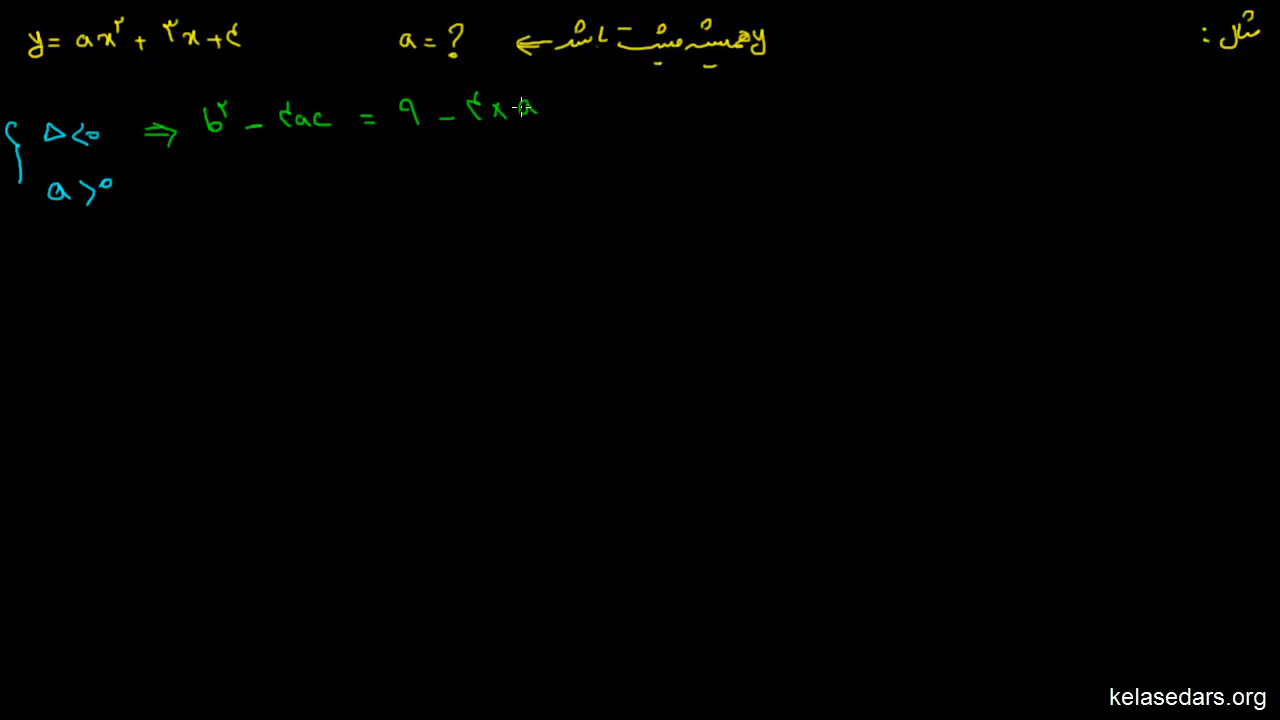 مثال :
y همیشه مثبت باشد ← a = ? y = ax² + ۳x + ۴
{ Δ < ۰ ⇒ b² - ۴ac = ۹ - ۴ × a
a > ۰
kelasedars.org